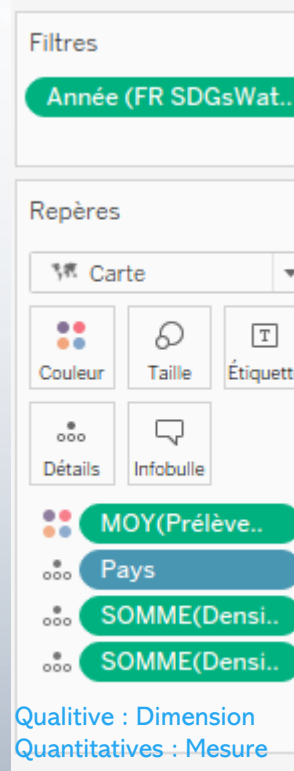 Filtres
Année (FR SDGsWat..
Repères
Carte
Couleur Taille Étiquett
Détails Infobulle
MOY(Prélève..
Pays
SOMME(Densi..
SOMME(Densi..
Qualitive : Dimension
Quantitatives : Mesure